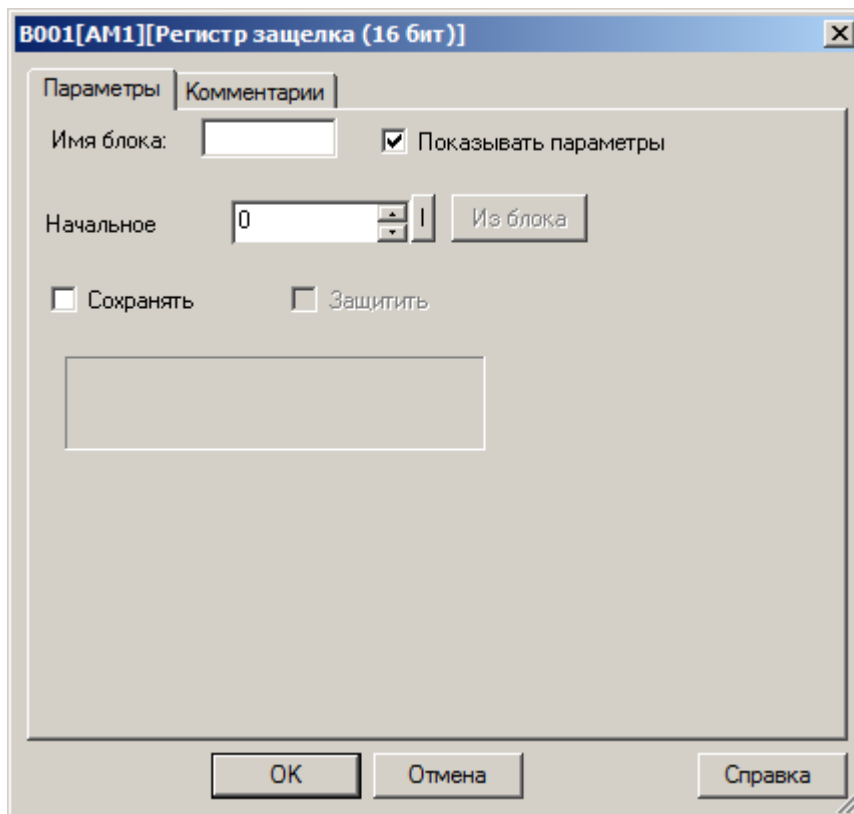 B001[AM1][Регистр защелка (16 бит)]
Параметры Комментарии
Имя блока: Показывать параметры
Начальное 0 I Из блока
Сохранять Защитить
OK Отмена Справка